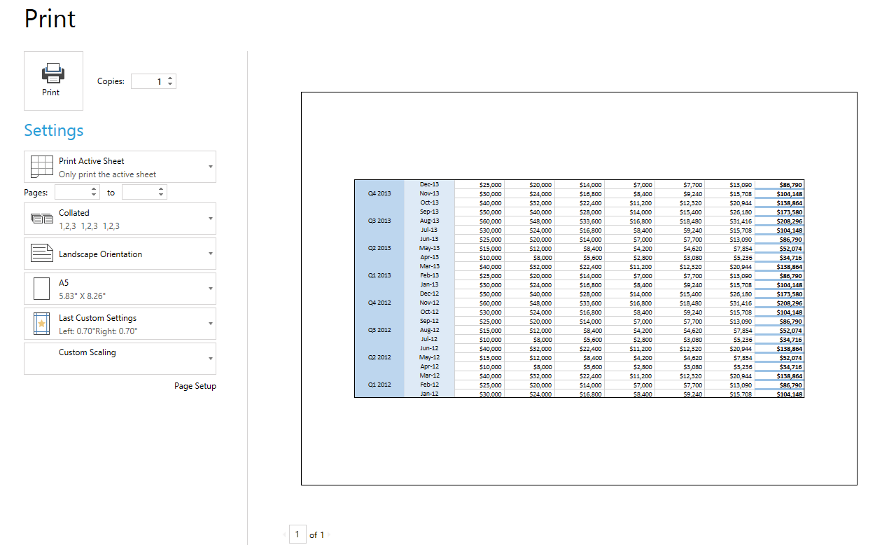 Print
Print
Copies: 1
Settings
Print Active Sheet
Only print the active sheet
Pages: to
Collated
1,2,3 1,2,3 1,2,3
Landscape Orientation
A5
5.83" X 8.26"
Last Custom Settings
Left: 0.70"Right: 0.70"
Custom Scaling
Page Setup
Dec-13 $25,000 $20,000 $14,000 $7,000 $7,700 $13,090 $86,790
Q4 2013 Nov-13 $30,000 $24,000 $16,800 $8,400 $9,240 $15,708 $104,148
Oct-13 $40,000 $32,000 $22,400 $11,200 $12,320 $20,944 $138,864
Sep-13 $50,000 $40,000 $28,000 $14,000 $15,400 $26,180 $173,580
Q3 2013 Aug-13 $60,000 $48,000 $33,600 $16,800 $18,480 $31,416 $208,296
Jul-13 $30,000 $24,000 $16,800 $8,400 $9,240 $15,708 $104,148
Jun-13 $25,000 $20,000 $14,000 $7,000 $7,700 $13,090 $86,790
Q2 2013 May-13 $15,000 $12,000 $8,400 $4,200 $4,620 $7,854 $52,074
Apr-13 $10,000 $8,000 $5,600 $2,800 $3,080 $5,236 $34,716
Mar-13 $40,000 $32,000 $22,400 $11,200 $12,320 $20,944 $138,864
Q1 2013 Feb-13 $25,000 $20,000 $14,000 $7,000 $7,700 $13,090 $86,790
Jan-13 $30,000 $24,000 $16,800 $8,400 $9,240 $15,708 $104,148
Dec-12 $50,000 $40,000 $28,000 $14,000 $15,400 $26,180 $173,580
Q4 2012 Nov-12 $60,000 $48,000 $33,600 $16,800 $18,480 $31,416 $208,296
Oct-12 $30,000 $24,000 $16,800 $8,400 $9,240 $15,708 $104,148
Sep-12 $25,000 $20,000 $14,000 $7,000 $7,700 $13,090 $86,790
Q3 2012 Aug-12 $15,000 $12,000 $8,400 $4,200 $4,620 $7,854 $52,074
Jul-12 $10,000 $8,000 $5,600 $2,800 $3,080 $5,236 $34,716
Jun-12 $40,000 $32,000 $22,400 $11,200 $12,320 $20,944 $138,864
Q2 2012 May-12 $15,000 $12,000 $8,400 $4,200 $4,620 $7,854 $52,074
Apr-12 $10,000 $8,000 $5,600 $2,800 $3,080 $5,236 $34,716
Mar-12 $40,000 $32,000 $22,400 $11,200 $12,320 $20,944 $138,864
Q1 2012 Feb-12 $25,000 $20,000 $14,000 $7,000 $7,700 $13,090 $86,790
Jan-12 $30,000 $24,000 $16,800 $8,400 $9,240 $15,708 $104,148
1 of 1